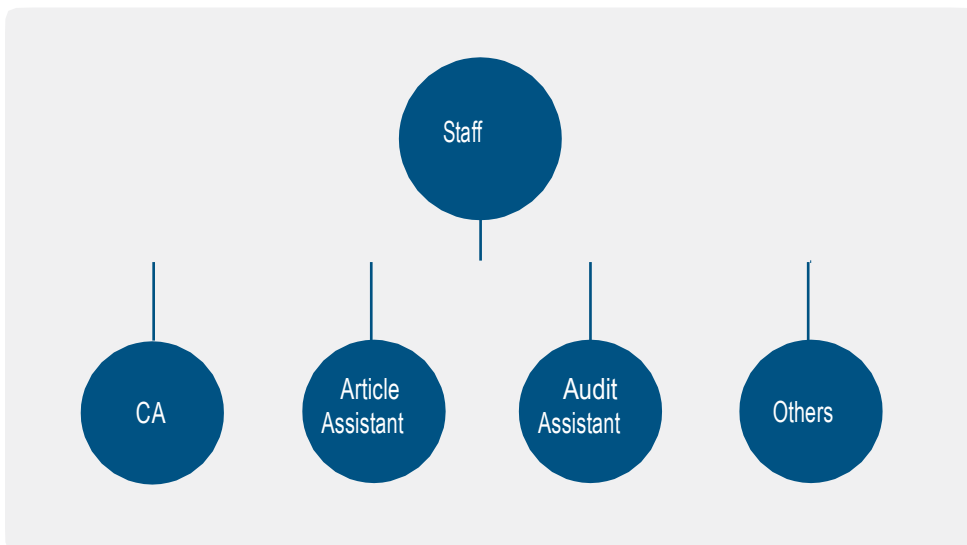 Staff
CA
Article
Assistant
Audit
Assistant
Others